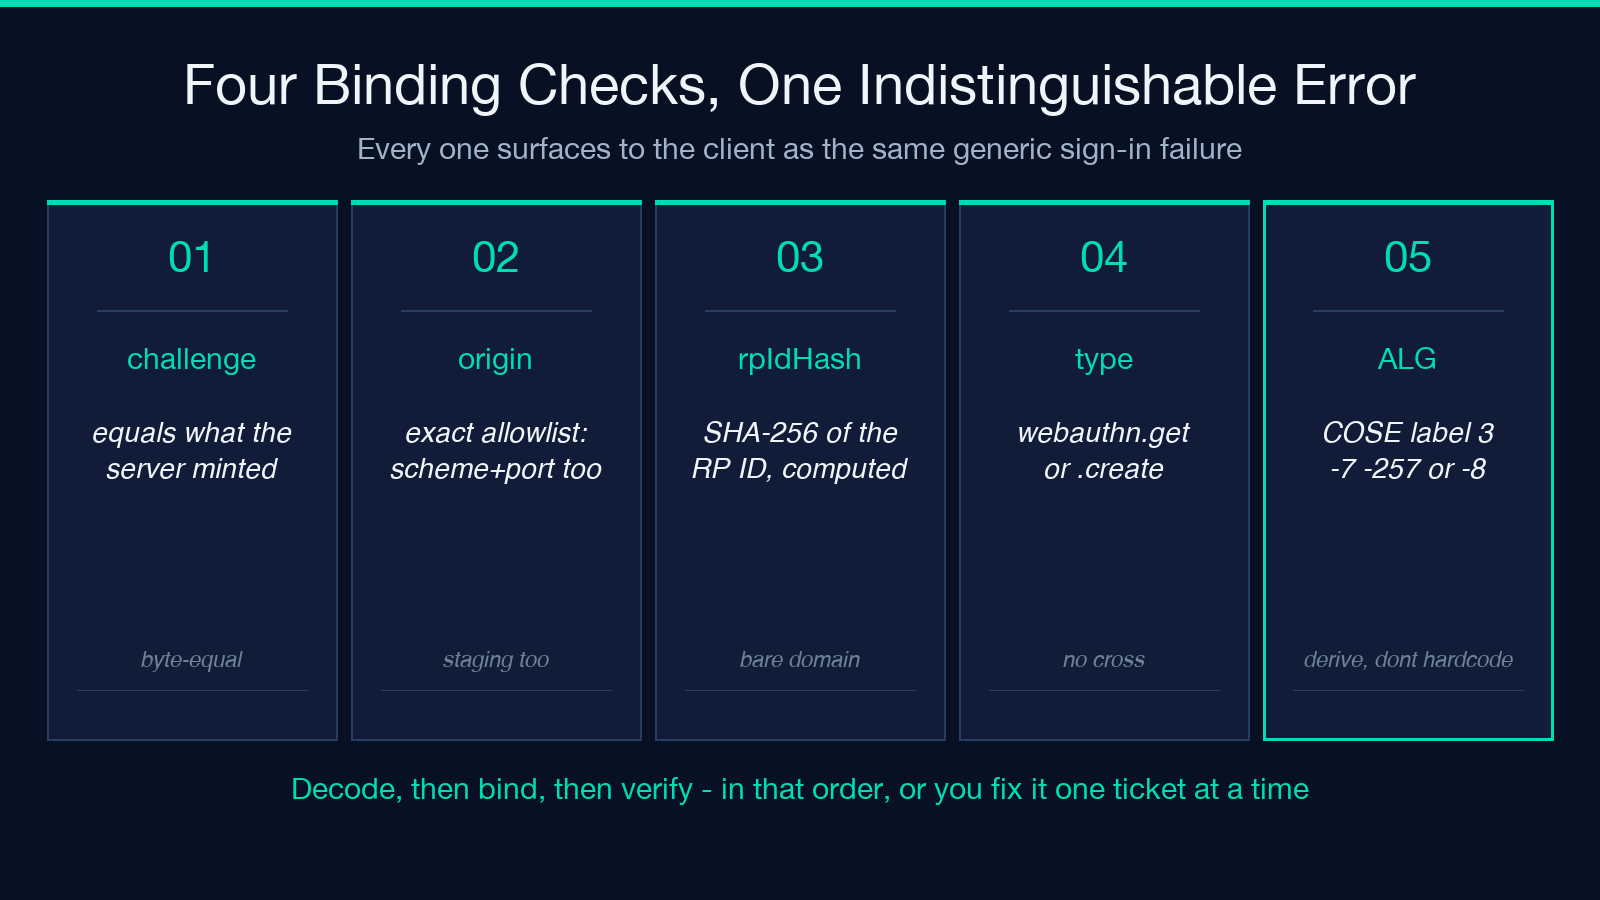 Four Binding Checks, One Indistinguishable Error
Every one surfaces to the client as the same generic sign-in failure
01
challenge
equals what the
server minted
byte-equal
02
origin
exact allowlist:
scheme+port too
staging too
03
rpIdHash
SHA-256 of the
RP ID, computed
bare domain
04
type
webauthn.get
or .create
no cross
05
ALG
COSE label 3
-7 -257 or -8
derive, dont hardcode
Decode, then bind, then verify - in that order, or you fix it one ticket at a time